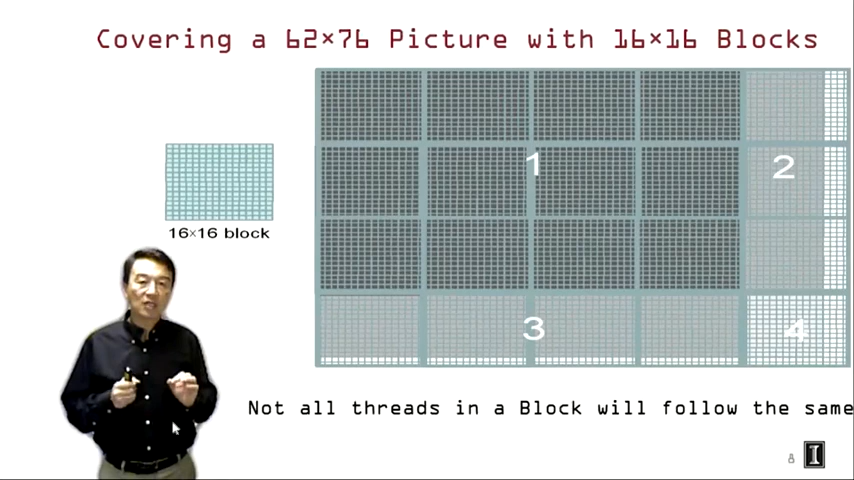 Covering a 62×76 Picture with 16×16 Blocks
1
2
16×16 block
3
4
Not all threads in a Block will follow the same
8
I